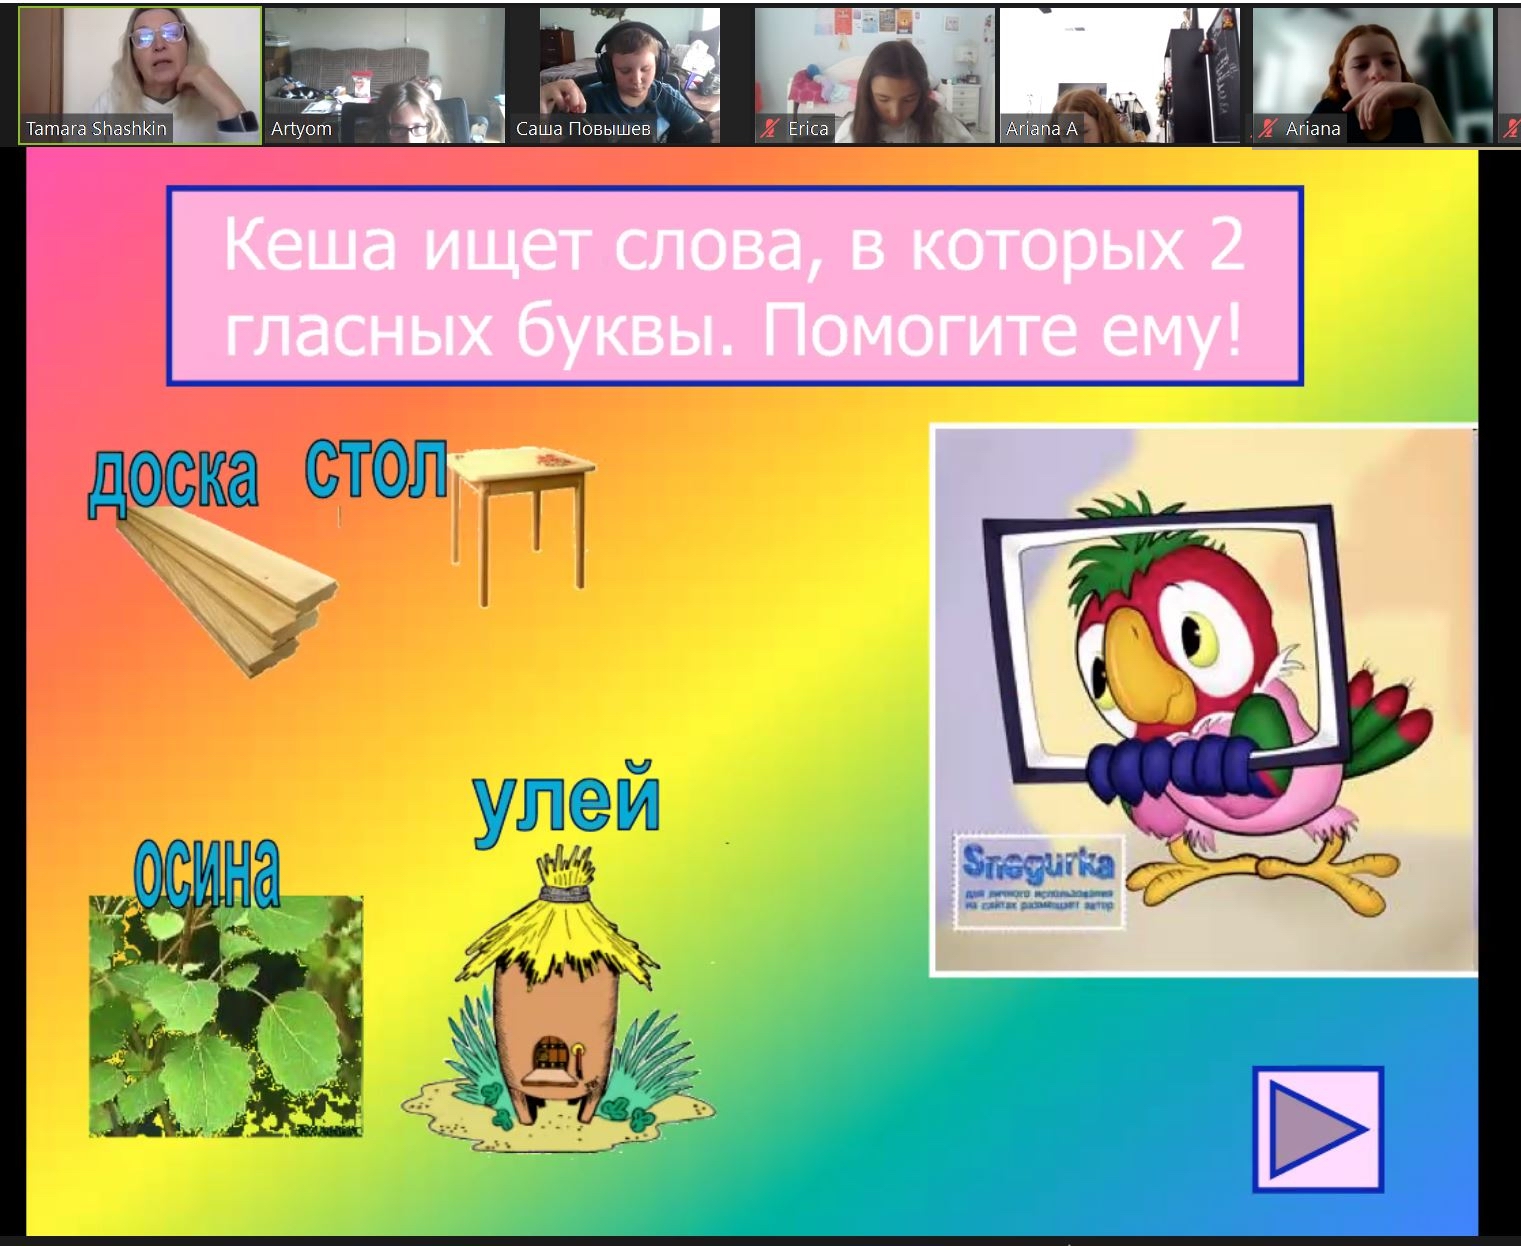 Tamara Shashkin
Artyom
Саша Повышев
Erica
Ariana A
Ariana
Кеша ищет слова, в которых 2
гласных буквы. Помогите ему!
доска
стол
улей
осина
Snegurka
для личного использования
на сайтах размещает автор